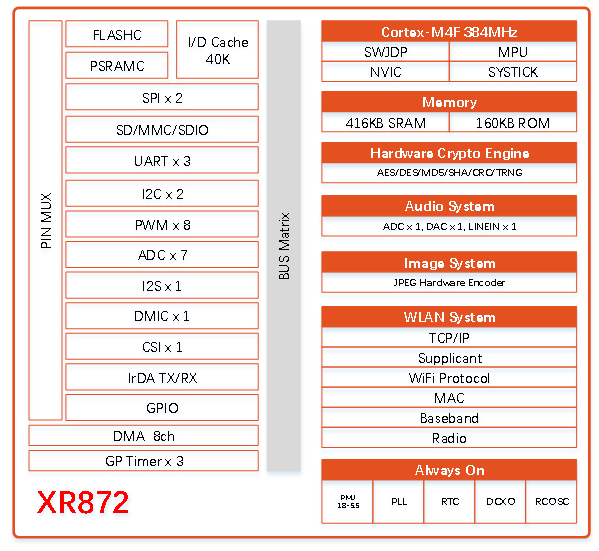 FLASHC
PSRAMC
I/D Cache
40K
SPI x 2
SD/MMC/SDIO
UART x 3
I2C x 2
PWM x 8
ADC x 7
I2S x 1
DMIC x 1
CSI x 1
IrDA TX/RX
GPIO
PIN MUX
DMA 8ch
GP Timer x 3
XR872
BUS Matrix
Cortex-M4F 384MHz
SWJDP MPU
NVIC SYSTICK
Memory
416KB SRAM 160KB ROM
Hardware Crypto Engine
AES/DES/MD5/SHA/CRC/TRNG
Audio System
ADC x 1, DAC x 1, LINEIN x 1
Image System
JPEG Hardware Encoder
WLAN System
TCP/IP
Supplicant
WiFi Protocol
MAC
Baseband
Radio
Always On
PMU
1.8-5.5
PLL
RTC
DCXO
RCOSC